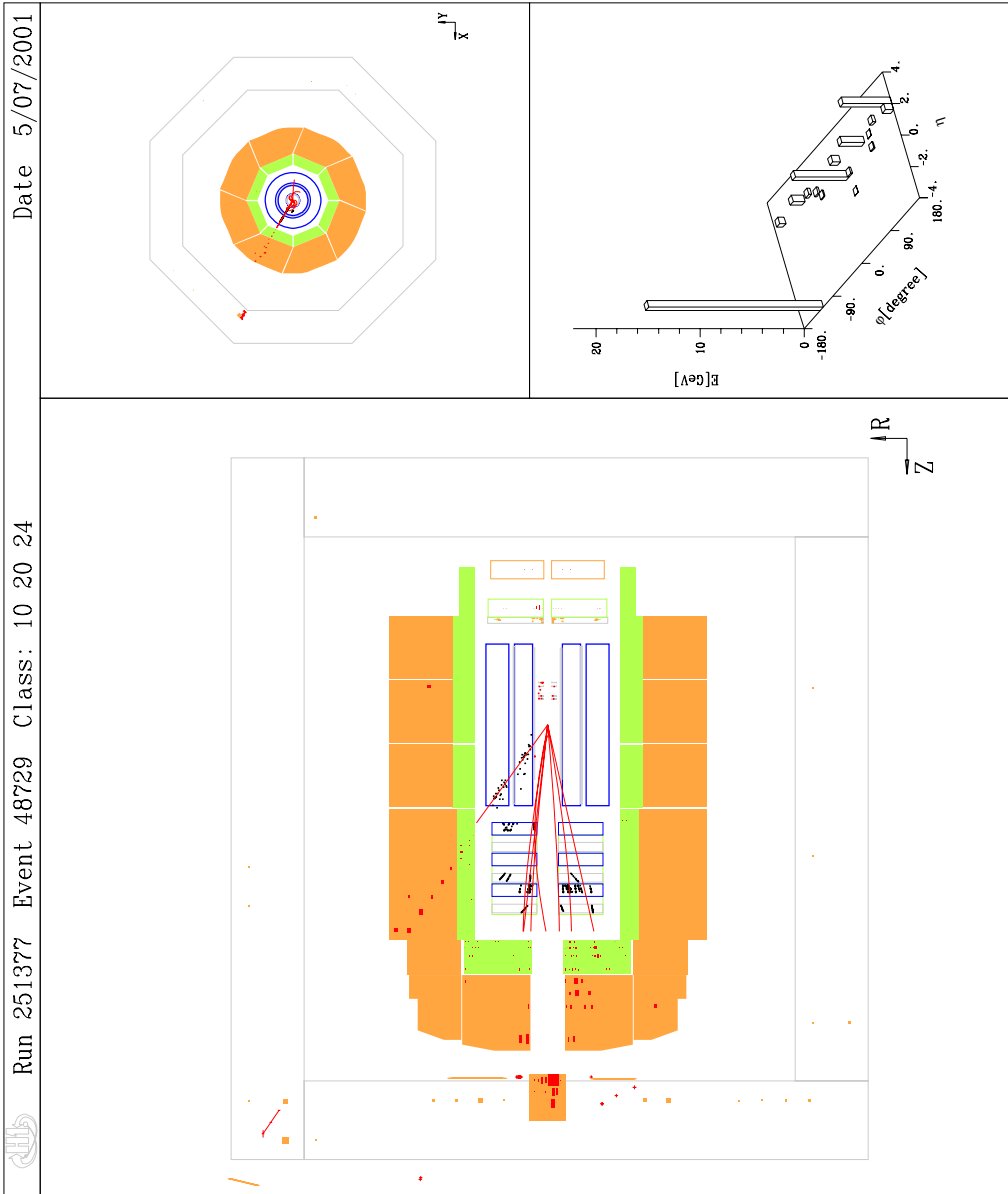 Run 251377 Event 48729 Class: 10 20 24 Date 5/07/2001
H1
Y
X
E[GeV]
20
10
0
-180.
-90.
0.
90.
180.
φ[degree]
-4.
-2.
0.
2.
4.
η
R
Z